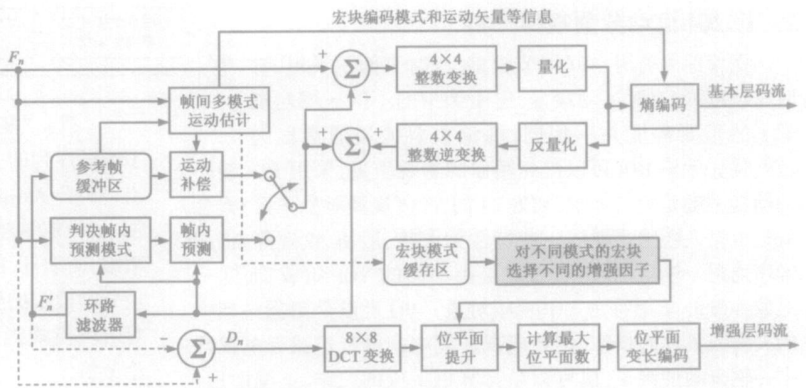 宏块编码模式和运动矢量等信息
Fn
+
Σ
4×4
整数变换
量化
熵编码
基本层码流
帧间多模式
运动估计
+
Σ
+
4×4
整数逆变换
反量化
参考帧
缓冲区
运动
补偿
判决帧内
预测模式
帧内
预测
宏块模式
缓存区
对不同模式的宏块
选择不同的增强因子
F′n
环路
滤波器
−
Σ
+
Dn
8×8
DCT 变换
位平面
提升
计算最大
位平面数
位平面
变长编码
增强层码流